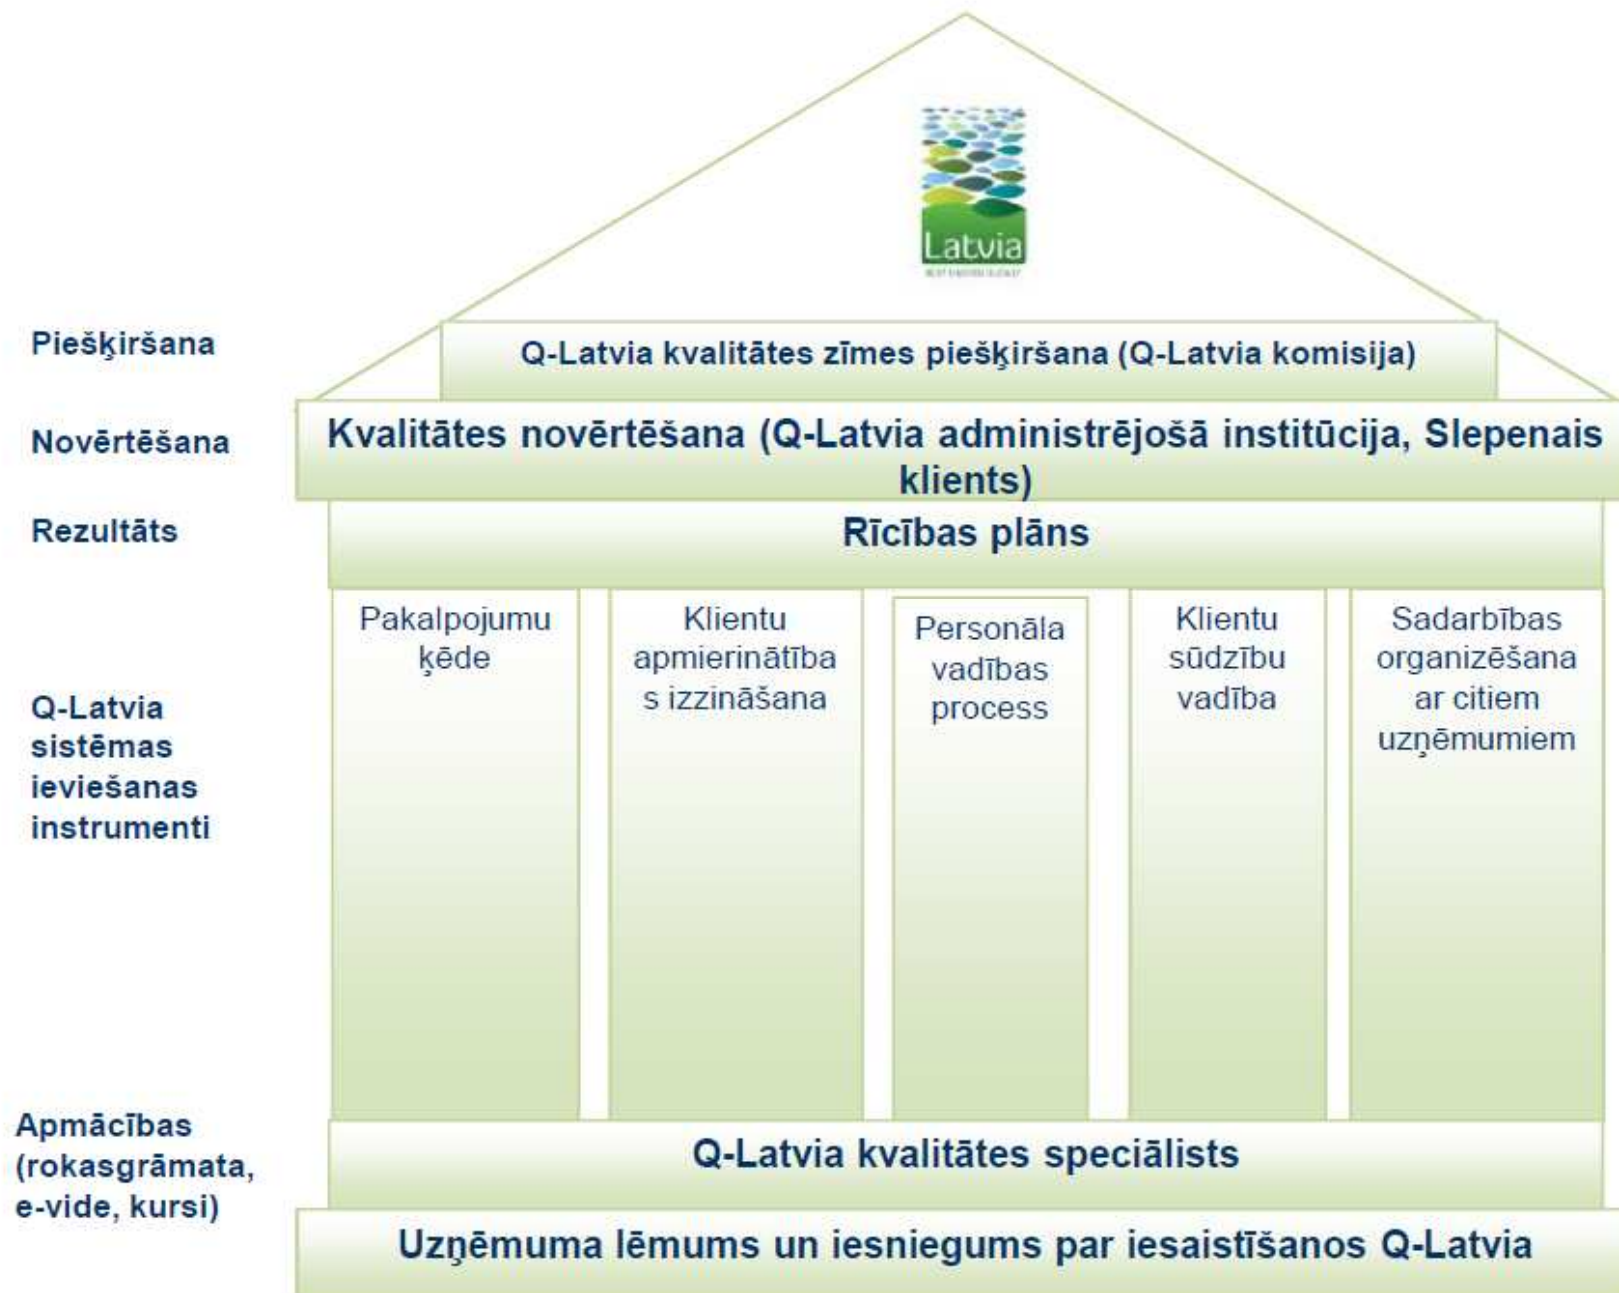 Latvia
Piešķiršana
Q-Latvia kvalitātes zīmes piešķiršana (Q-Latvia komisija)
Novērtēšana
Kvalitātes novērtēšana (Q-Latvia administrējošā institūcija, Slepenais
klients)
Rezultāts
Rīcības plāns
Q-Latvia
sistēmas
ieviešanas
instrumenti
Pakalpojumu
ķēde
Klientu
apmierinātība
s izzināšana
Personāla
vadības
process
Klientu
sūdzību
vadība
Sadarbības
organizēšana
ar citiem
uzņēmumiem
Apmācības
(rokasgrāmata,
e-vide, kursi)
Q-Latvia kvalitātes speciālists
Uzņēmuma lēmums un iesniegums par iesaistīšanos Q-Latvia